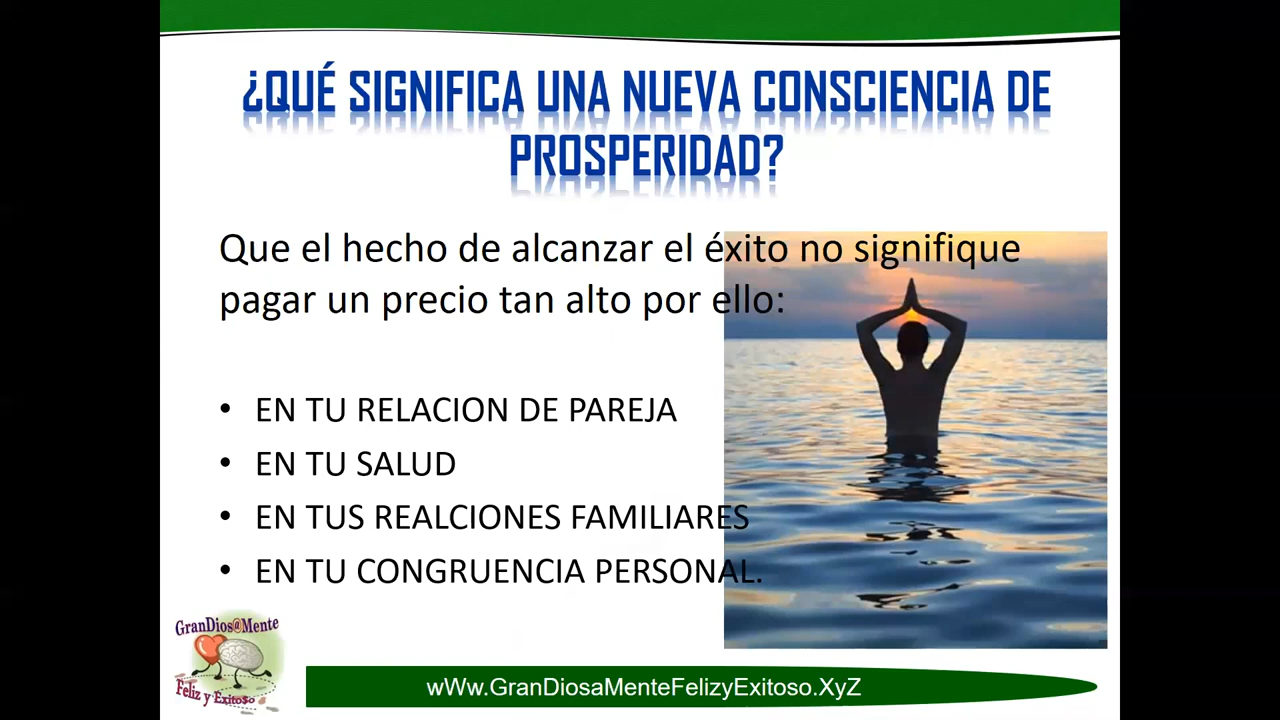 ¿QUÉ SIGNIFICA UNA NUEVA CONSCIENCIA DE
PROSPERIDAD?
Que el hecho de alcanzar el éxito no signifique
pagar un precio tan alto por ello:
• EN TU RELACION DE PAREJA
• EN TU SALUD
• EN TUS REALCIONES FAMILIARES
• EN TU CONGRUENCIA PERSONAL.
GranDios@Mente
Feliz y Exito$o
wWw.GranDiosaMenteFelizyExitoso.XyZ